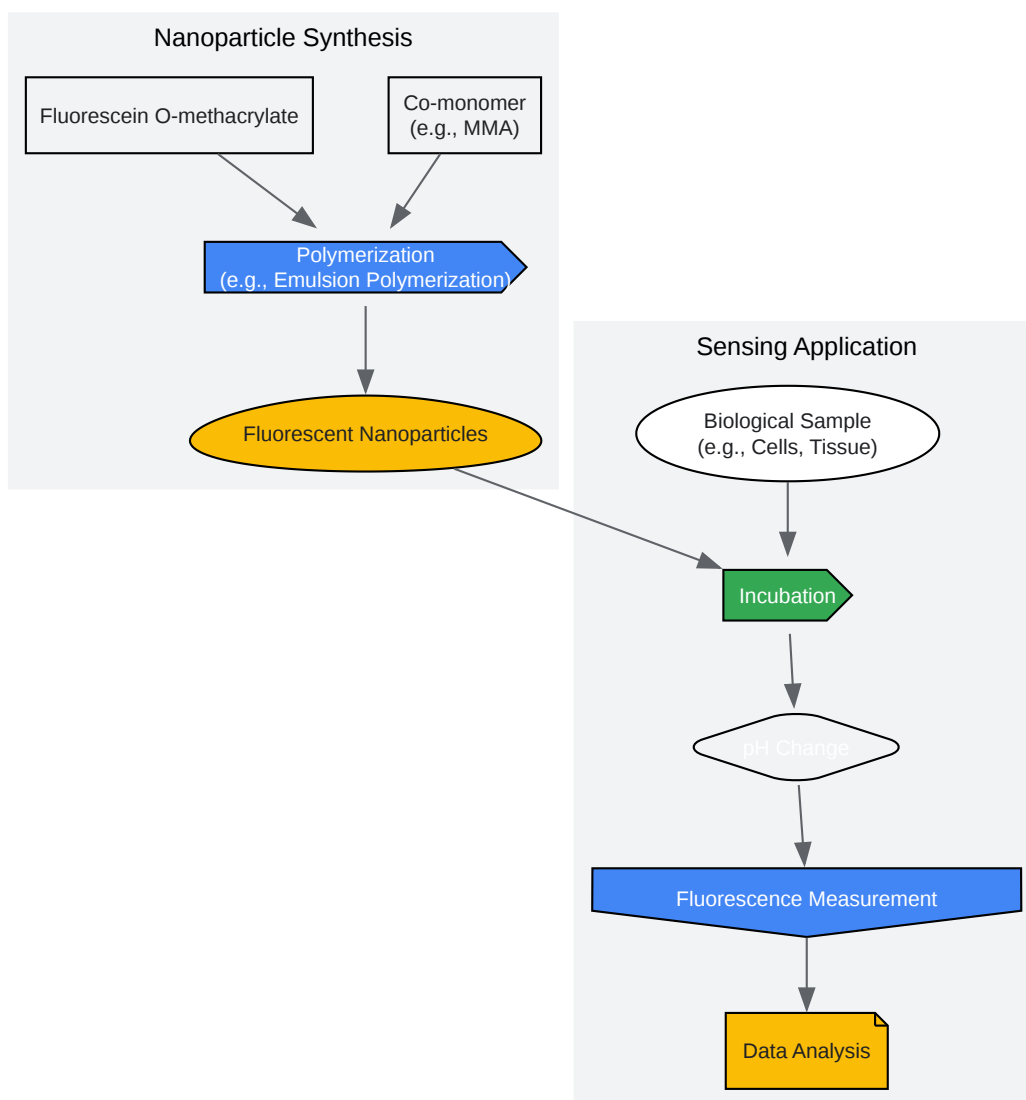 Nanoparticle Synthesis
Fluorescein O-methacrylate
Co-monomer
(e.g., MMA)
Polymerization
(e.g., Emulsion Polymerization)
Fluorescent Nanoparticles
Sensing Application
Biological Sample
(e.g., Cells, Tissue)
Incubation
pH Change
Fluorescence Measurement
Data Analysis